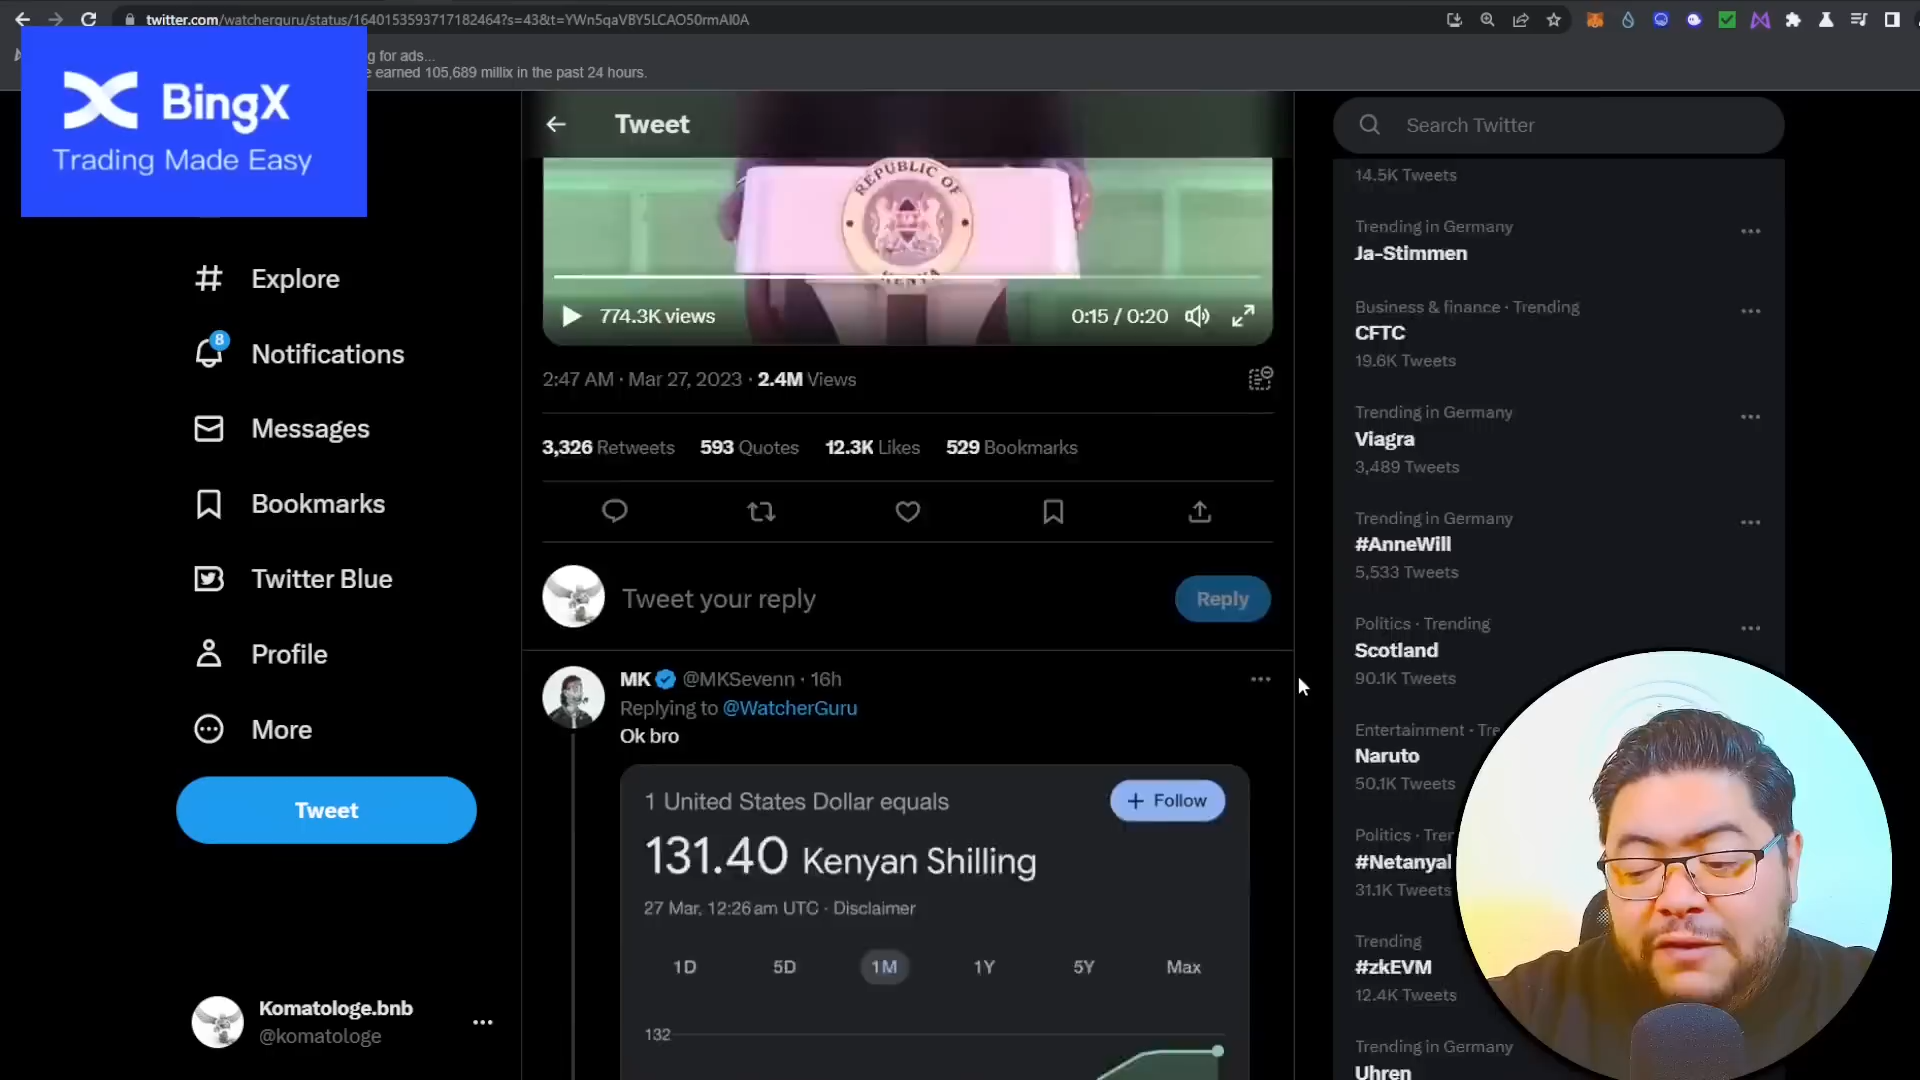 twitter.com/watcherguru/status/1640153593717182464?s=43&t=YWn5qaVBY5LCAO50rmAI0A
g for ads...
e earned 105,689 millix in the past 24 hours.
BingX
Trading Made Easy
Explore
8
Notifications
Messages
Bookmarks
Twitter Blue
Profile
More
Tweet
Komatologe.bnb
@komatologe
Tweet
REPUBLIC OF
KENYA
774.3K views
0:15 / 0:20
2:47 AM · Mar 27, 2023 · 2.4M Views
3,326 Retweets 593 Quotes 12.3K Likes 529 Bookmarks
Tweet your reply
Reply
MK @MKSevenn · 16h
Replying to @WatcherGuru
Ok bro
1 United States Dollar equals
+ Follow
131.40 Kenyan Shilling
27 Mar, 12:26 am UTC · Disclaimer
1D 5D 1M 1Y 5Y Max
132
Search Twitter
14.5K Tweets
Trending in Germany
Ja-Stimmen
Business & finance · Trending
CFTC
19.6K Tweets
Trending in Germany
Viagra
3,489 Tweets
Trending in Germany
#AnneWill
5,533 Tweets
Politics · Trending
Scotland
90.1K Tweets
Entertainment · Tre
Naruto
50.1K Tweets
Politics · Tre
#Netanyal
31.1K Tweets
Trending
#zkEVM
12.4K Tweets
Trending in Germany
Uhren